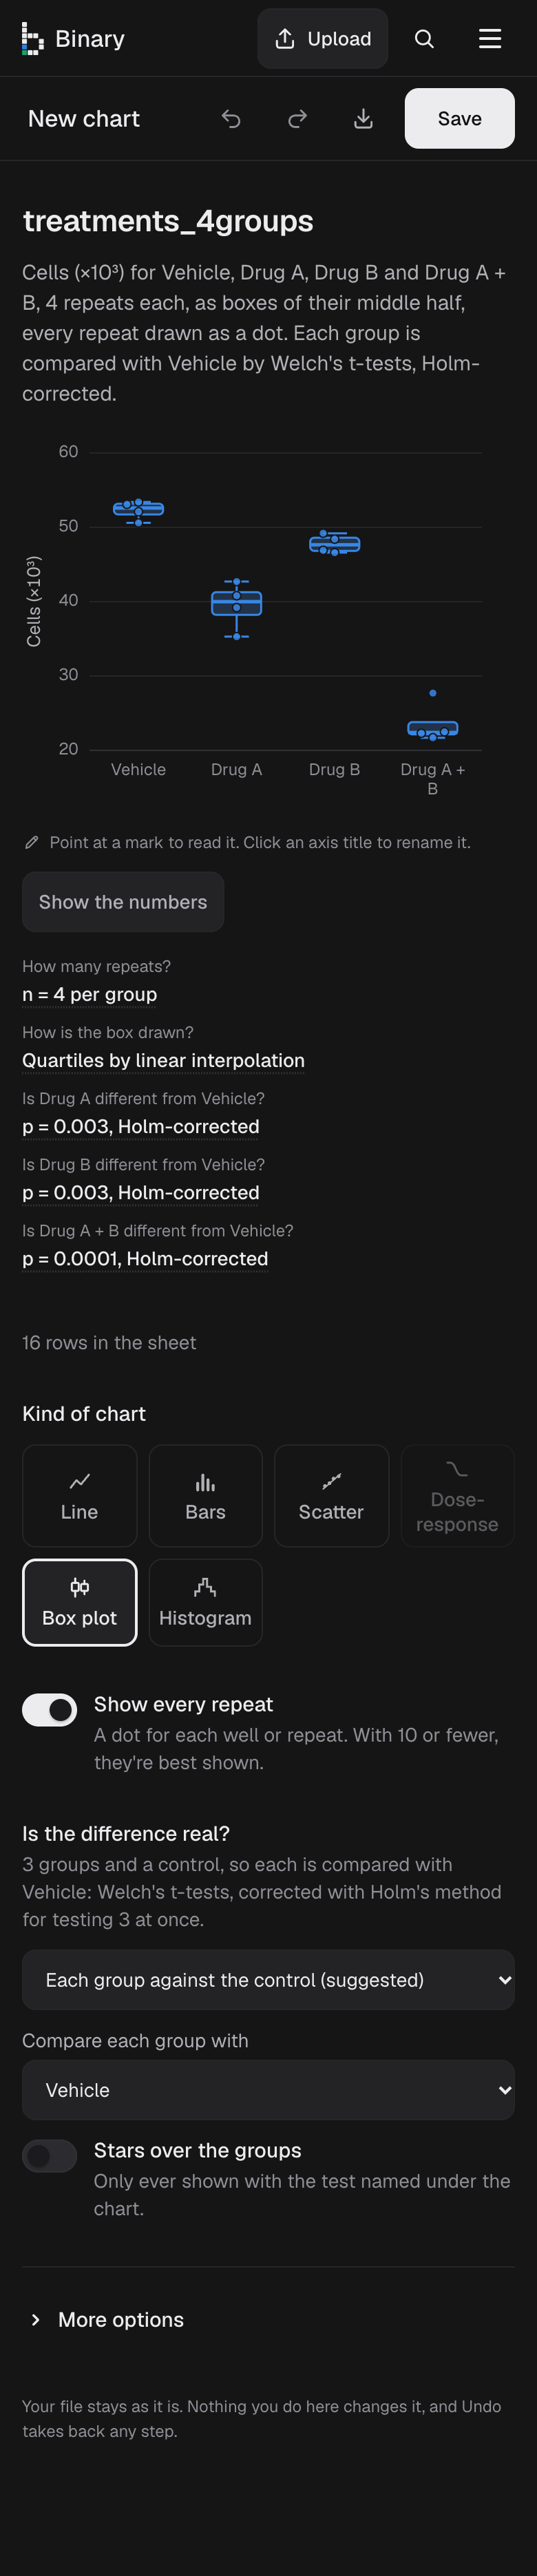 Binary
Upload
New chart
Save
treatments_4groups
Cells (×10³) for Vehicle, Drug A, Drug B and Drug A +
B, 4 repeats each, as boxes of their middle half,
every repeat drawn as a dot. Each group is
compared with Vehicle by Welch's t-tests, Holm-
corrected.
60
50
40
30
20
Cells (×10³)
Vehicle
Drug A
Drug B
Drug A +
B
Point at a mark to read it. Click an axis title to rename it.
Show the numbers
How many repeats?
n = 4 per group
How is the box drawn?
Quartiles by linear interpolation
Is Drug A different from Vehicle?
p = 0.003, Holm-corrected
Is Drug B different from Vehicle?
p = 0.003, Holm-corrected
Is Drug A + B different from Vehicle?
p = 0.0001, Holm-corrected
16 rows in the sheet
Kind of chart
Line
Bars
Scatter
Dose-
response
Box plot
Histogram
Show every repeat
A dot for each well or repeat. With 10 or fewer,
they're best shown.
Is the difference real?
3 groups and a control, so each is compared with
Vehicle: Welch's t-tests, corrected with Holm's method
for testing 3 at once.
Each group against the control (suggested)
Compare each group with
Vehicle
Stars over the groups
Only ever shown with the test named under the
chart.
More options
Your file stays as it is. Nothing you do here changes it, and Undo
takes back any step.